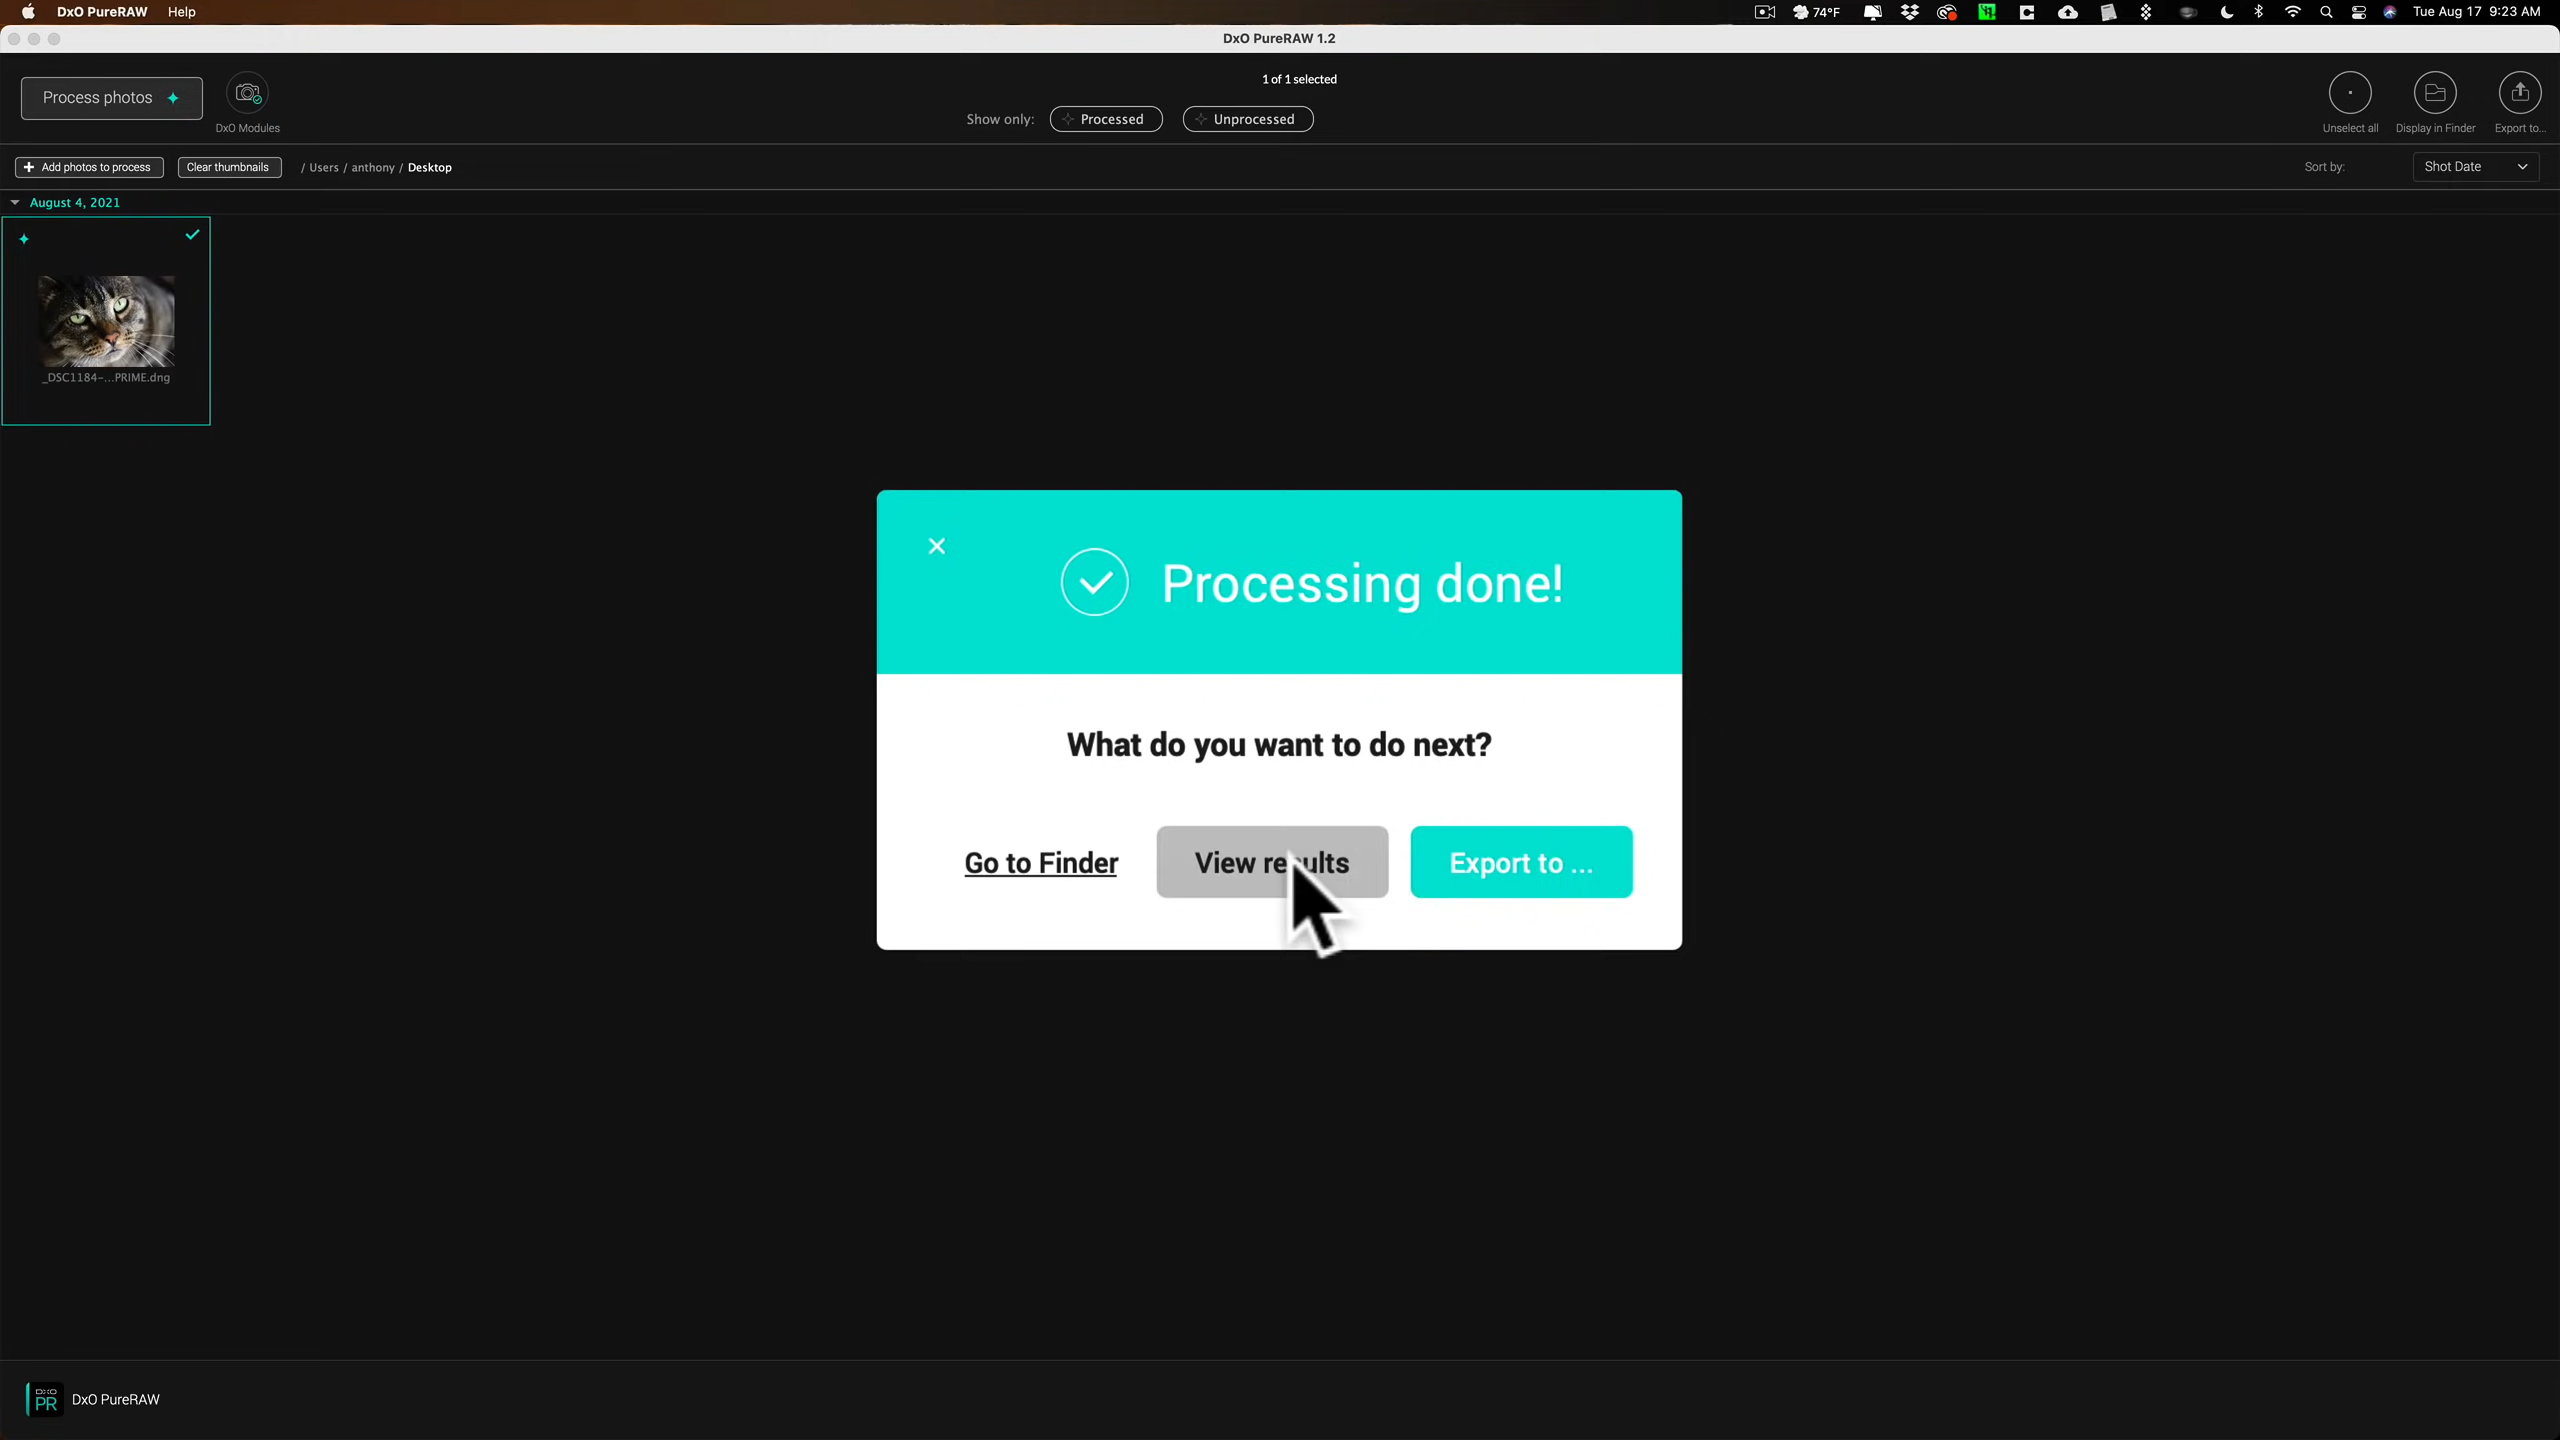 DxO PureRAW Help 74°F Tue Aug 17 9:23 AM
DxO PureRAW 1.2
1 of 1 selected
Process photos
DxO Modules
Show only: Processed Unprocessed
Unselect all Display in Finder Export to...
Add photos to process Clear thumbnails / Users / anthony / Desktop Sort by: Shot Date
August 4, 2021
_DSC1184-...PRIME.dng
Processing done!
What do you want to do next?
Go to Finder View results Export to ...
DXO
PR DxO PureRAW